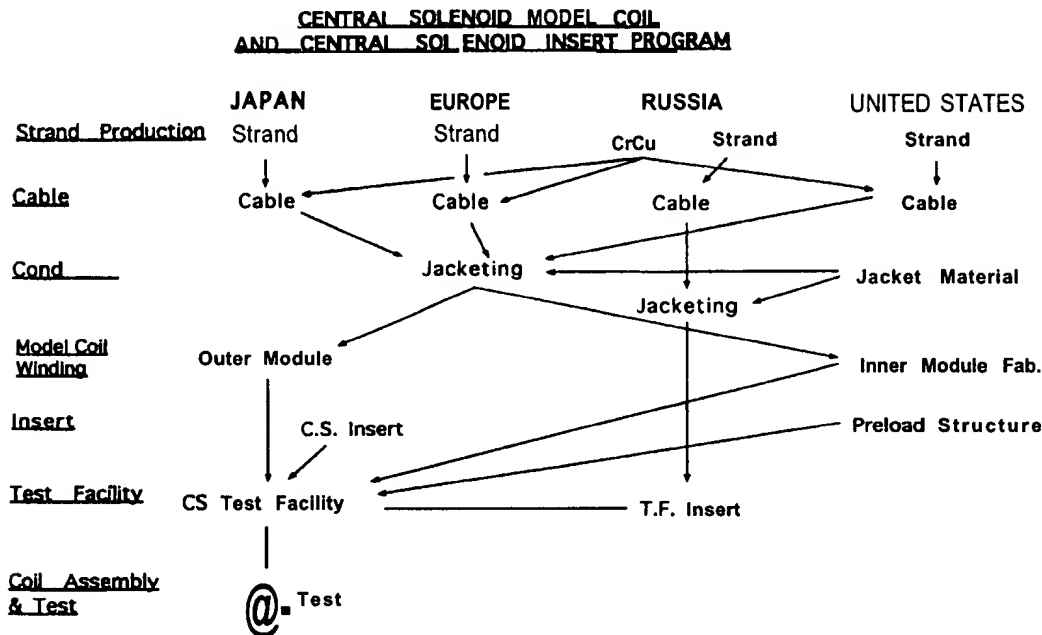 CENTRAL SOLENOID MODEL COIL
AND CENTRAL SOLENOID INSERT PROGRAM
JAPAN EUROPE RUSSIA UNITED STATES
Strand Production Strand Strand CrCu Strand Strand
Cable Cable Cable Cable Cable
Cond Jacketing Jacket Material
Jacketing
Model Coil
Winding
Outer Module Inner Module Fab.
Insert C.S. Insert Preload Structure
Test Facility CS Test Facility T.F. Insert
Coil Assembly
& Test
@- Test